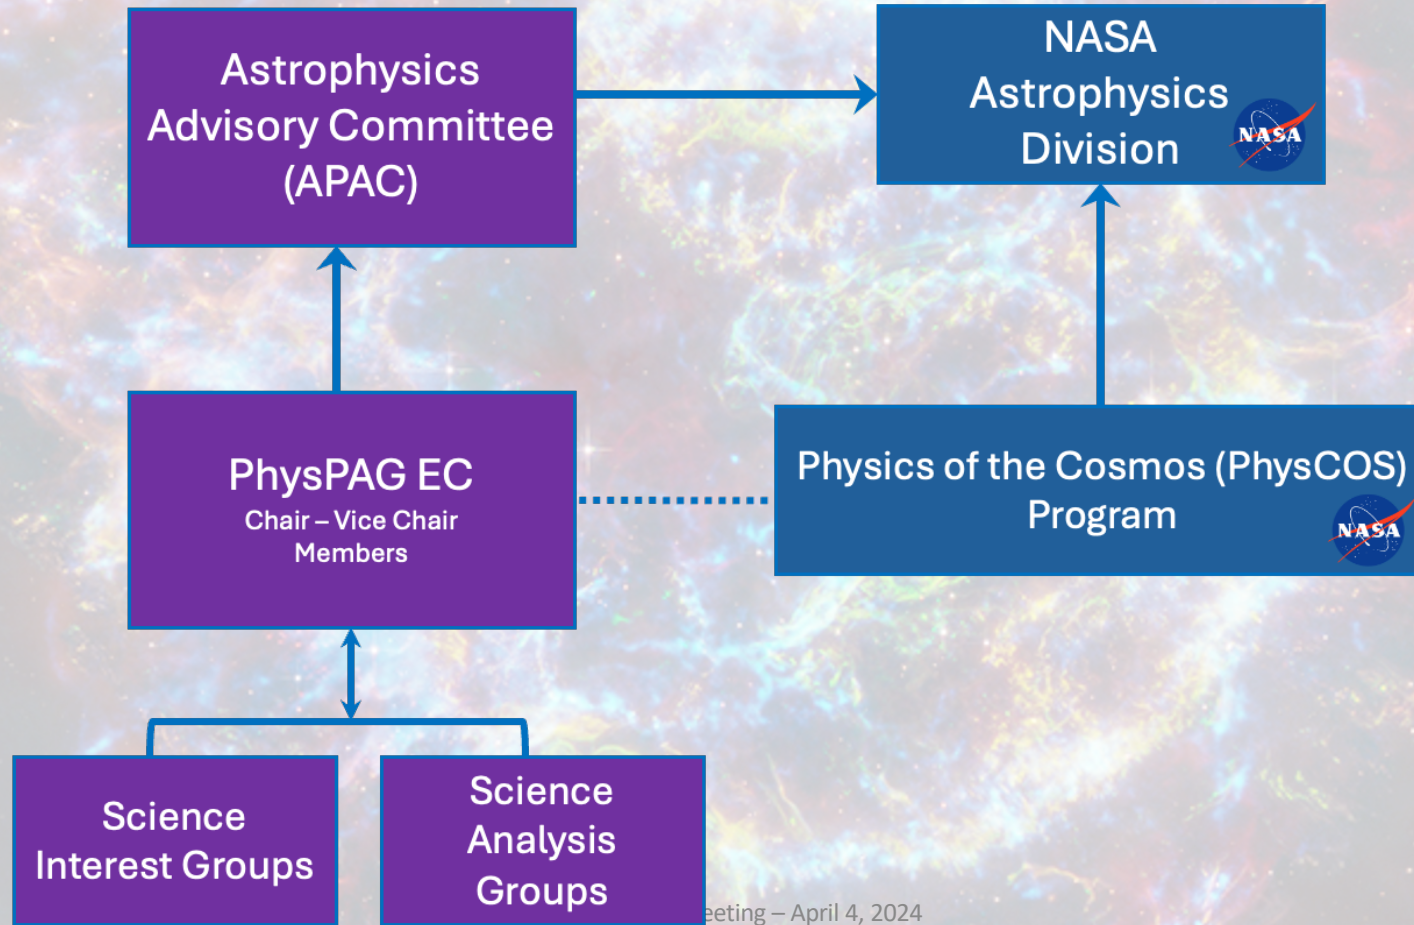 Astrophysics
Advisory Committee
(APAC)
NASA
Astrophysics
Division
NASA
PhysPAG EC
Chair – Vice Chair
Members
Physics of the Cosmos (PhysCOS)
Program
NASA
Science
Interest Groups
Science
Analysis
Groups
– April 4, 2024